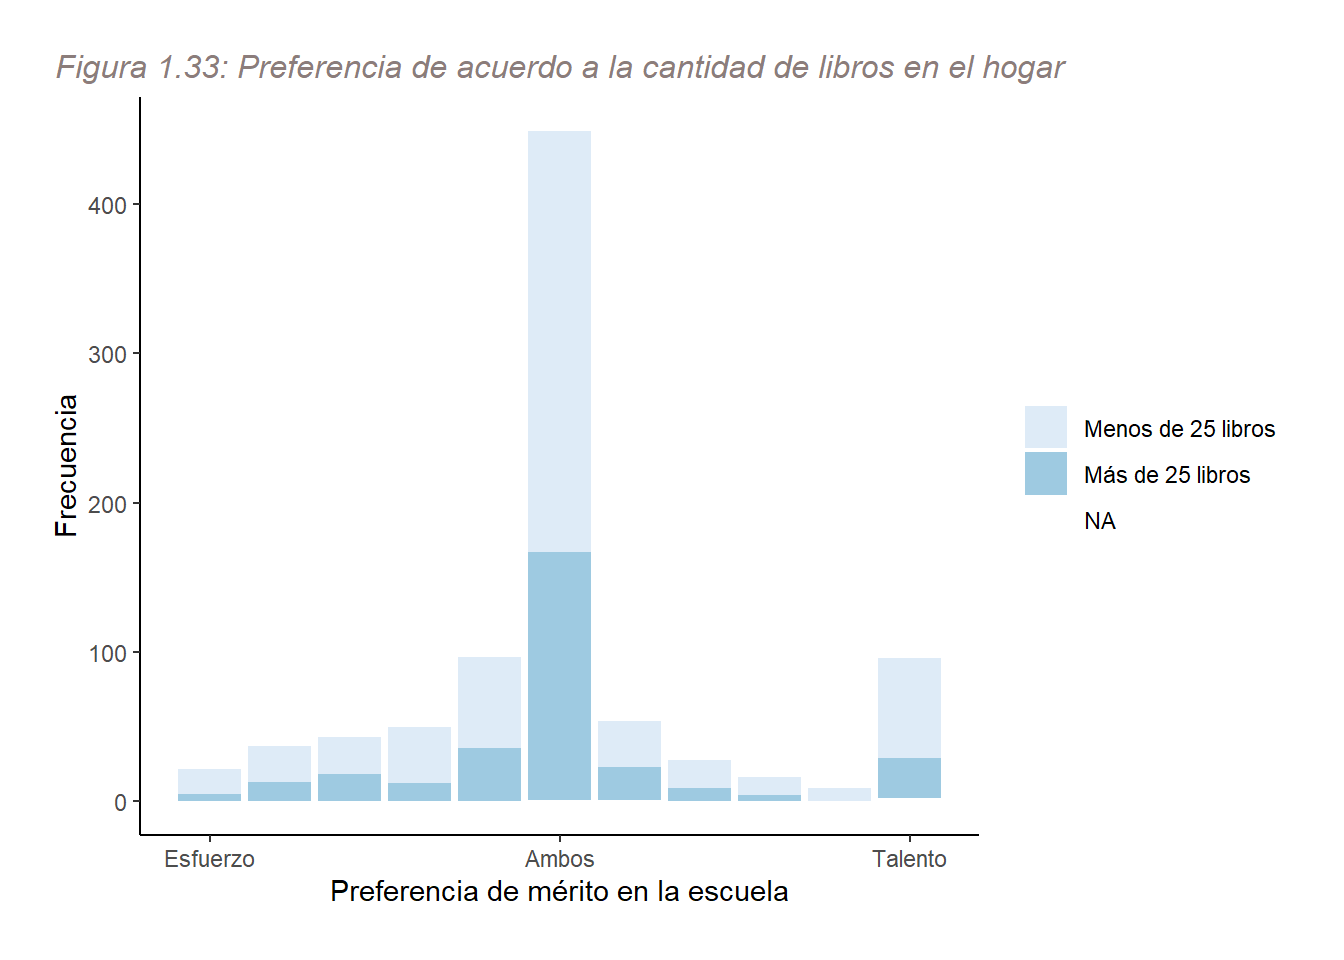 Figura 1.33: Preferencia de acuerdo a la cantidad de libros en el hogar
400
300
200
100
0
Frecuencia
Esfuerzo
Ambos
Talento
Preferencia de mérito en la escuela
Menos de 25 libros
Más de 25 libros
NA